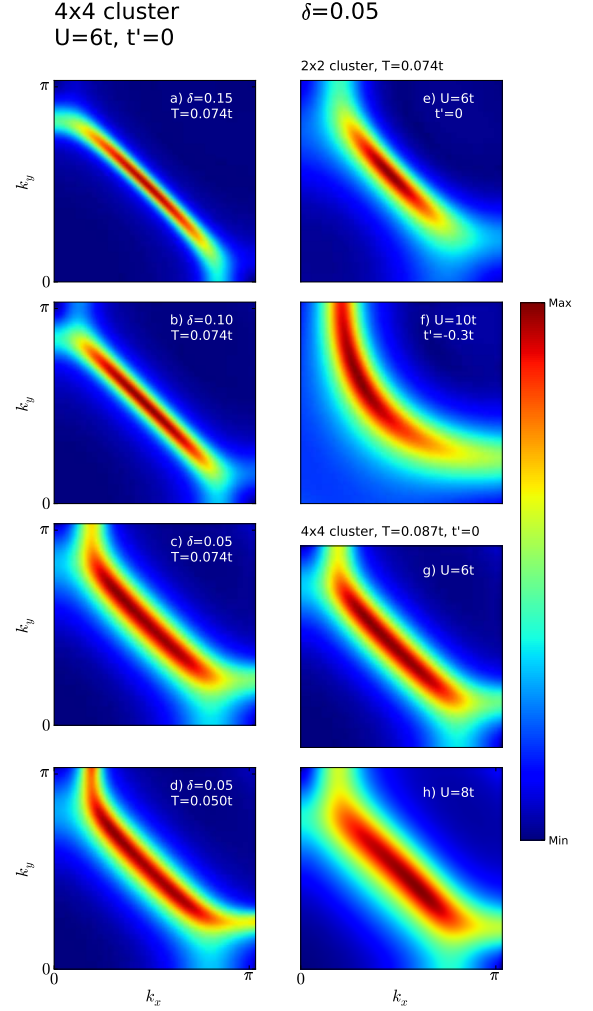 4x4 cluster
U=6t, t'=0
δ=0.05
2x2 cluster, T=0.074t
π
a) δ=0.15
T=0.074t
k_y
0
e) U=6t
t'=0
π
b) δ=0.10
T=0.074t
k_y
0
f) U=10t
t'=-0.3t
Max
π
c) δ=0.05
T=0.074t
k_y
0
4x4 cluster, T=0.087t, t'=0
g) U=6t
π
d) δ=0.05
T=0.050t
k_y
0
0
π
k_x
h) U=8t
0
π
k_x
Min